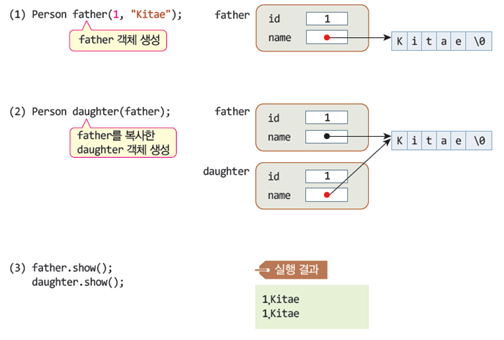 (1) Person father(1, "Kitae");
father 객체 생성
father
id 1
name
K i t a e \0
(2) Person daughter(father);
father를 복사한
daughter 객체 생성
father
id 1
name
K i t a e \0
daughter
id 1
name
(3) father.show();
daughter.show();
실행 결과
1,Kitae
1,Kitae